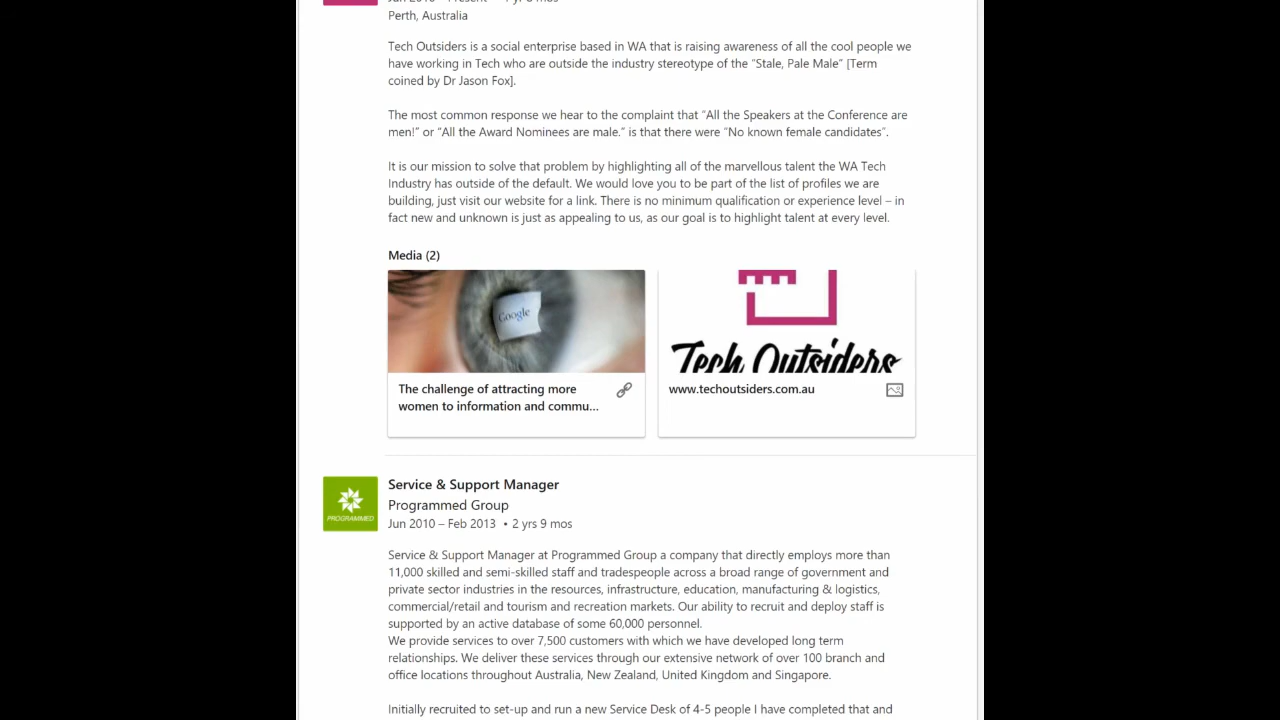 Perth, Australia
Tech Outsiders is a social enterprise based in WA that is raising awareness of all the cool people we
have working in Tech who are outside the industry stereotype of the “Stale, Pale Male” [Term
coined by Dr Jason Fox].
The most common response we hear to the complaint that “All the Speakers at the Conference are
men!” or “All the Award Nominees are male.” is that there were “No known female candidates”.
It is our mission to solve that problem by highlighting all of the marvellous talent the WA Tech
Industry has outside of the default. We would love you to be part of the list of profiles we are
building, just visit our website for a link. There is no minimum qualification or experience level – in
fact new and unknown is just as appealing to us, as our goal is to highlight talent at every level.
Media (2)
Google
Tech Outsiders
The challenge of attracting more
women to information and commu...
www.techoutsiders.com.au
PROGRAMMED
Service & Support Manager
Programmed Group
Jun 2010 – Feb 2013 • 2 yrs 9 mos
Service & Support Manager at Programmed Group a company that directly employs more than
11,000 skilled and semi-skilled staff and tradespeople across a broad range of government and
private sector industries in the resources, infrastructure, education, manufacturing & logistics,
commercial/retail and tourism and recreation markets. Our ability to recruit and deploy staff is
supported by an active database of some 60,000 personnel.
We provide services to over 7,500 customers with which we have developed long term
relationships. We deliver these services through our extensive network of over 100 branch and
office locations throughout Australia, New Zealand, United Kingdom and Singapore.
Initially recruited to set-up and run a new Service Desk of 4-5 people I have completed that and